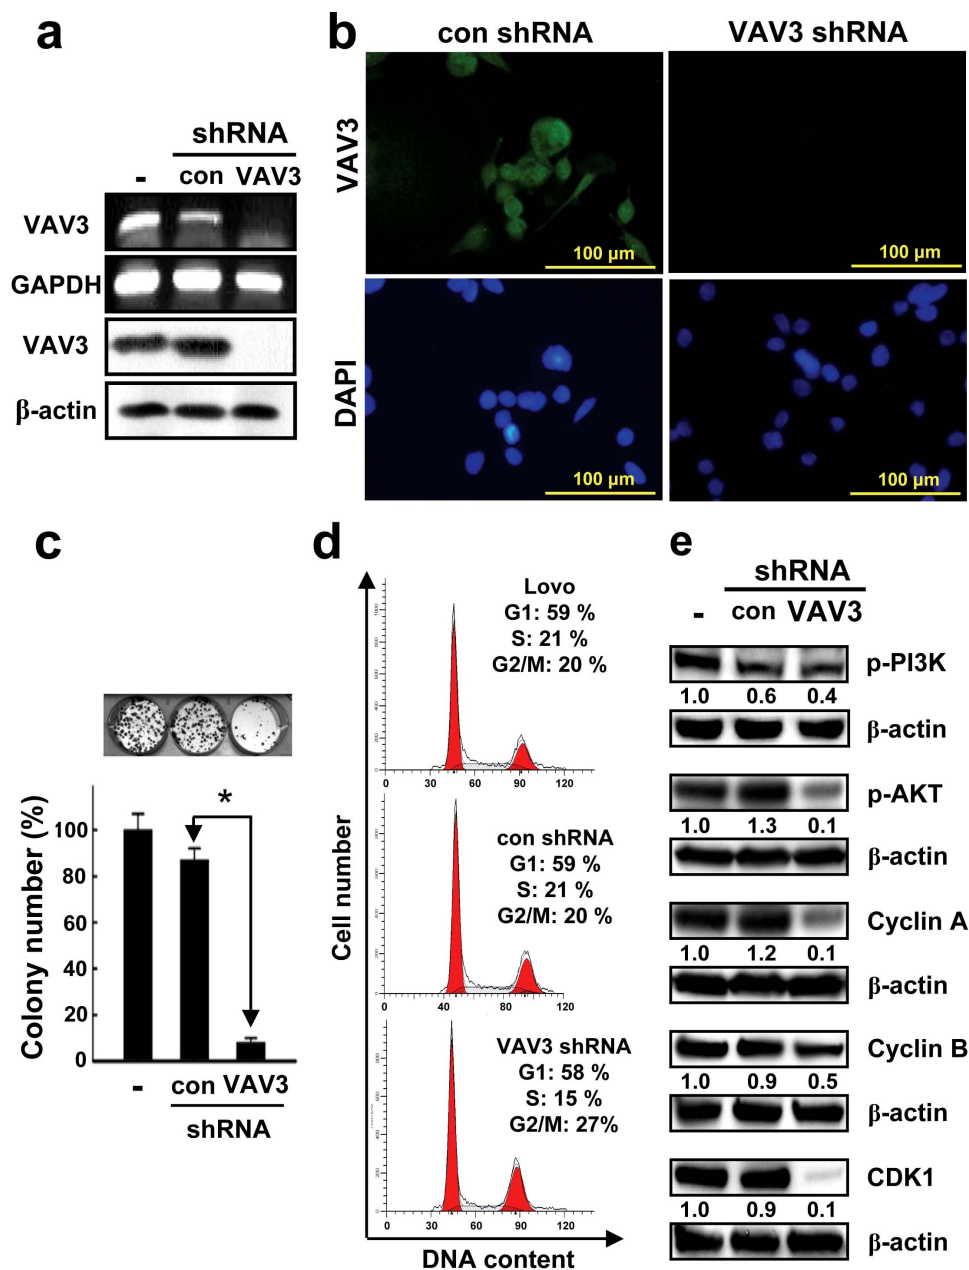 a
shRNA
- con VAV3
VAV3
GAPDH
VAV3
β-actin
b
con shRNA VAV3 shRNA
VAV3
100 μm 100 μm
DAPI
100 μm 100 μm
c
Colony number (%)
100
80
60
40
20
0
*
- con VAV3
shRNA
d
Cell number
Lovo
G1: 59 %
S: 21 %
G2/M: 20 %
0 30 60 90 120
con shRNA
G1: 59 %
S: 21 %
G2/M: 20 %
0 40 80 120
VAV3 shRNA
G1: 58 %
S: 15 %
G2/M: 27%
0 30 60 90 120
DNA content
e
shRNA
- con VAV3
p-PI3K
1.0 0.6 0.4
β-actin
p-AKT
1.0 1.3 0.1
β-actin
Cyclin A
1.0 1.2 0.1
β-actin
Cyclin B
1.0 0.9 0.5
β-actin
CDK1
1.0 0.9 0.1
β-actin